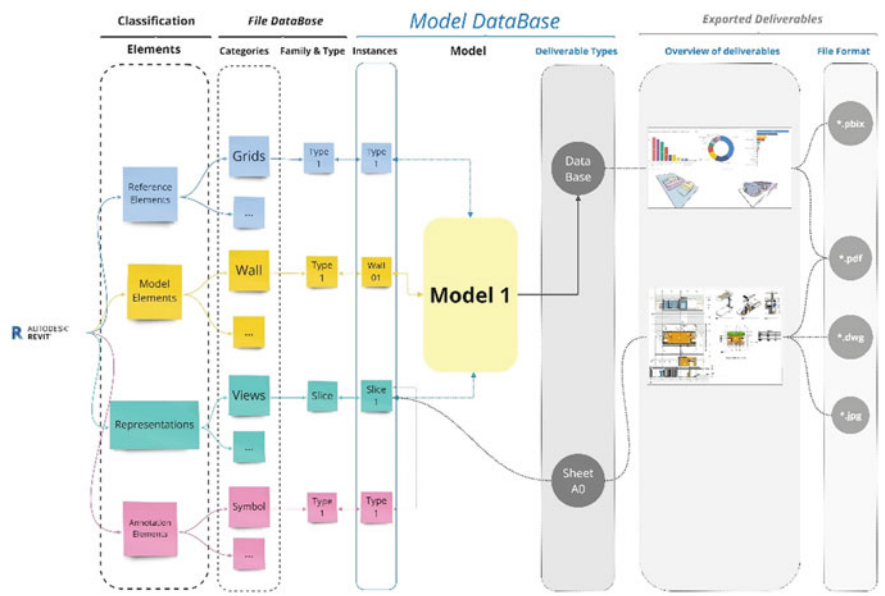 Classification
File DataBase
Model DataBase
Exported Deliverables
Elements
Categories
Family & Type
Instances
Model
Deliverable Types
Overview of deliverables
File Format
Reference
Elements
Grids
Type
1
Type
1
...
Data
Base
*.pbix
Model
Elements
Wall
Type
1
Wall
01
...
Model 1
*.pdf
R AUTODESK
REVIT
*.dwg
Representations
Views
Slice
Slice
1
...
*.jpg
Sheet
A0
Annotation
Elements
Symbol
Type
1
Type
1
...